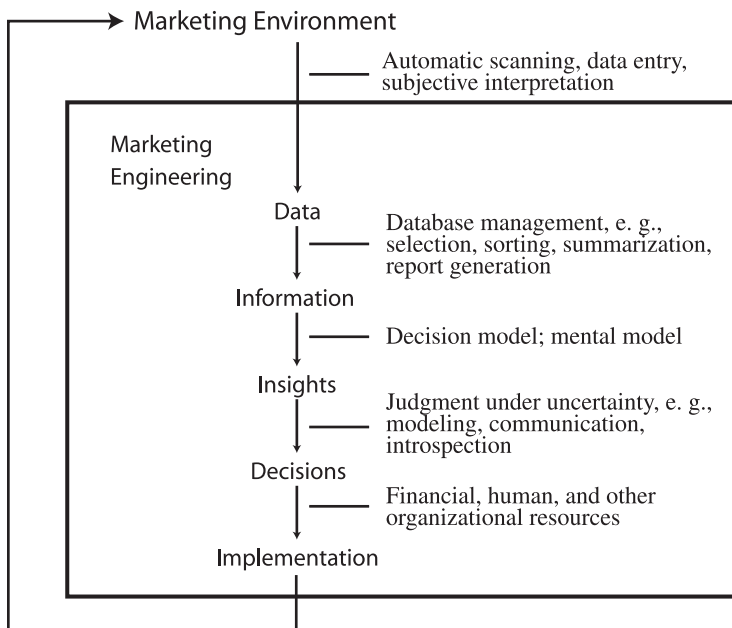 Marketing Environment
Automatic scanning, data entry,
subjective interpretation
Marketing
Engineering
Data
Database management, e. g.,
selection, sorting, summarization,
report generation
Information
Decision model; mental model
Insights
Judgment under uncertainty, e. g.,
modeling, communication,
introspection
Decisions
Financial, human, and other
organizational resources
Implementation